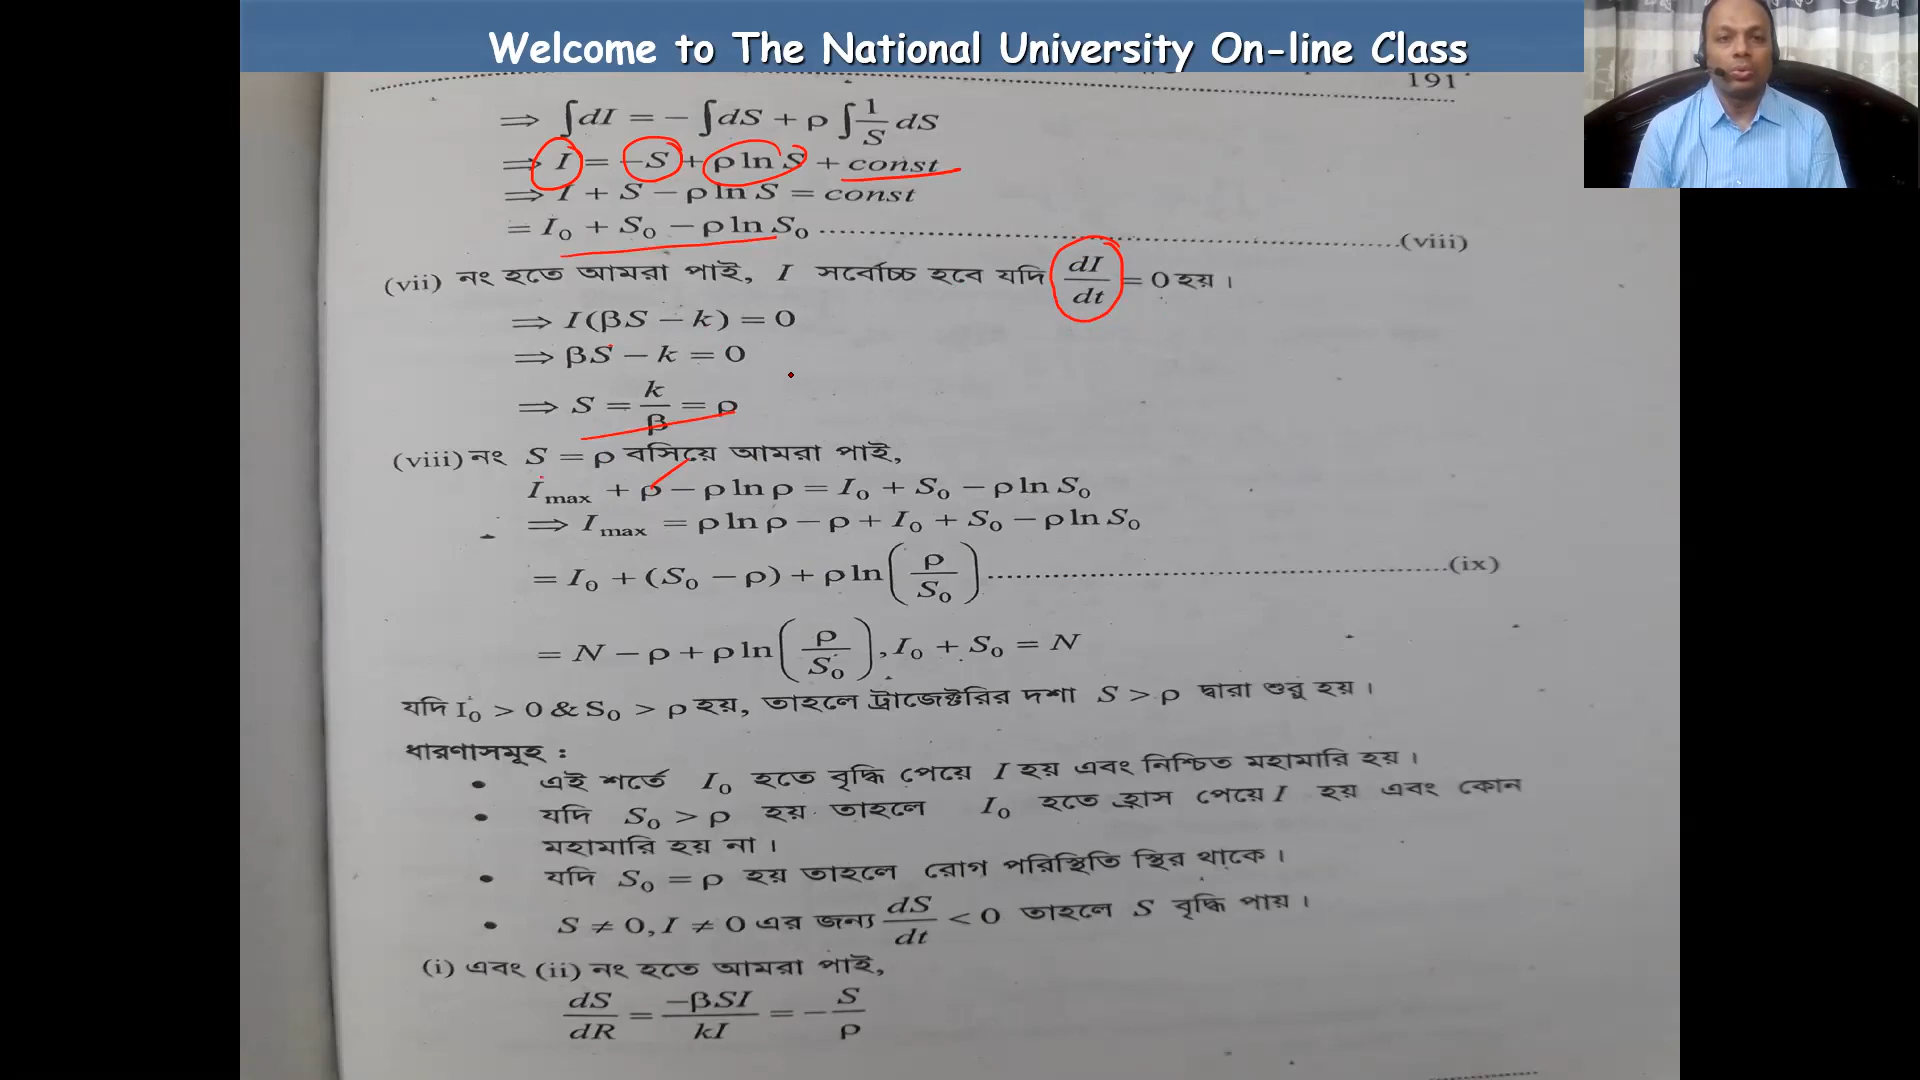 Welcome to The National University On-line Class
191
⇒ ∫dI = − ∫dS + ρ ∫ 1/S dS
⇒ I = −S + ρ ln S + const
⇒ I + S − ρ ln S = const
= I₀ + S₀ − ρ ln S₀ ..........(viii)
(vii) নং হতে আমরা পাই, I সর্বোচ্চ হবে যদি dI/dt = 0 হয়।
⇒ I(βS − k) = 0
⇒ βS − k = 0
⇒ S = k/β = ρ
(viii) নং S = ρ বসিয়ে আমরা পাই,
I_max + ρ − ρ ln ρ = I₀ + S₀ − ρ ln S₀
⇒ I_max = ρ ln ρ − ρ + I₀ + S₀ − ρ ln S₀
= I₀ + (S₀ − ρ) + ρ ln (ρ/S₀) ..........(ix)
= N − ρ + ρ ln (ρ/S₀), I₀ + S₀ = N
যদি I₀ > 0 & S₀ > ρ হয়, তাহলে ট্রাজেক্টরির দশা S > ρ দ্বারা শুরু হয়।
ধারণাসমূহ :
• এই শর্তে I₀ হতে বৃদ্ধি পেয়ে I হয় এবং নিশ্চিত মহামারি হয়।
• যদি S₀ > ρ হয় তাহলে I₀ হতে হ্রাস পেয়ে I হয় এবং কোন
মহামারি হয় না।
• যদি S₀ = ρ হয় তাহলে রোগ পরিস্থিতি স্থির থাকে।
• S ≠ 0, I ≠ 0 এর জন্য dS/dt < 0 তাহলে S বৃদ্ধি পায়।
(i) এবং (ii) নং হতে আমরা পাই,
dS/dR = −βSI/kI = − S/ρ